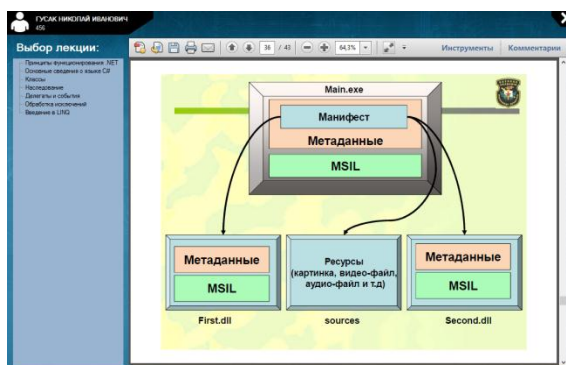 ГУСАК НИКОЛАЙ ИВАНОВИЧ
456
Выбор лекции:
Принципы функционирования .NET
Основные сведения о языке C#
Классы
Наследование
Делегаты и события
Обработка исключений
Введение в LINQ
36 / 43
64,3%
Инструменты
Комментарии
Main.exe
Манифест
Метаданные
MSIL
Метаданные
MSIL
First.dll
Ресурсы
(картинка, видео-файл,
аудио-файл и т.д)
sources
Метаданные
MSIL
Second.dll